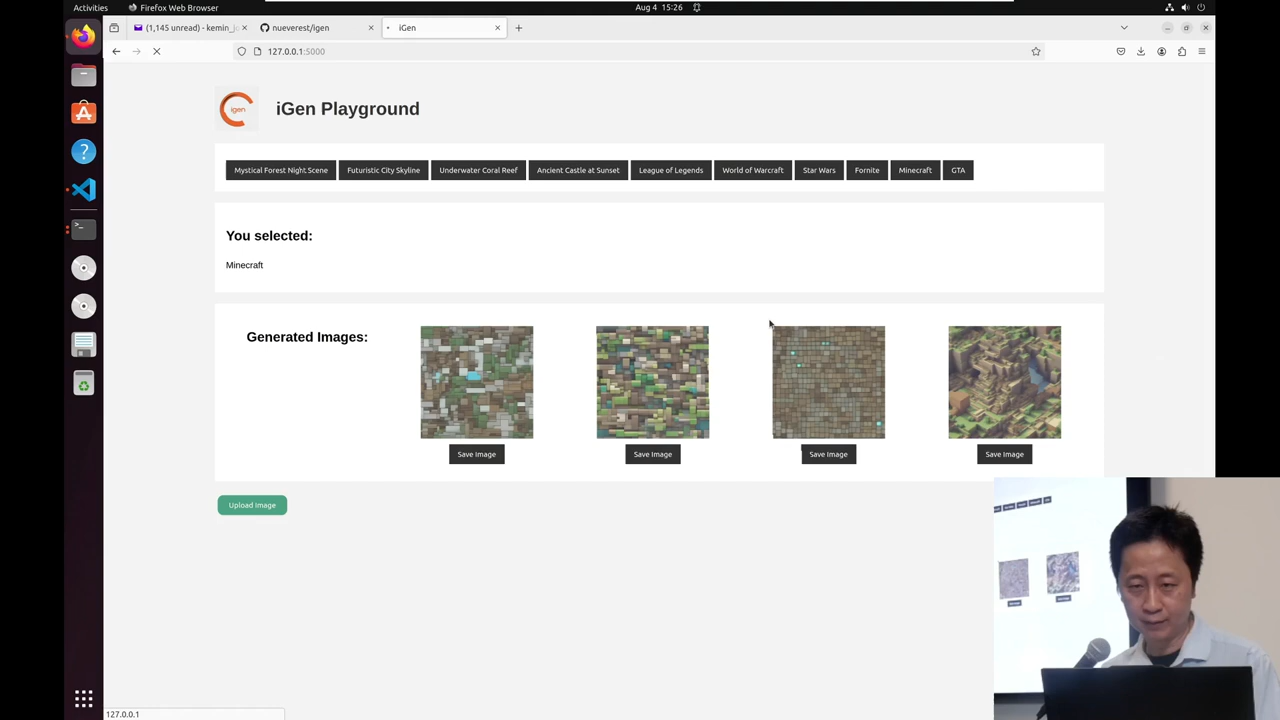 Activities
Firefox Web Browser
Aug 4 15:26
(1,145 unread) - kemin_
nueverest/igen
iGen
127.0.0.1:5000
igen
iGen Playground
Mystical Forest Night Scene
Futuristic City Skyline
Underwater Coral Reef
Ancient Castle at Sunset
League of Legends
World of Warcraft
Star Wars
Fornite
Minecraft
GTA
You selected:
Minecraft
Generated Images:
Save Image
Save Image
Save Image
Save Image
Upload Image
127.0.0.1